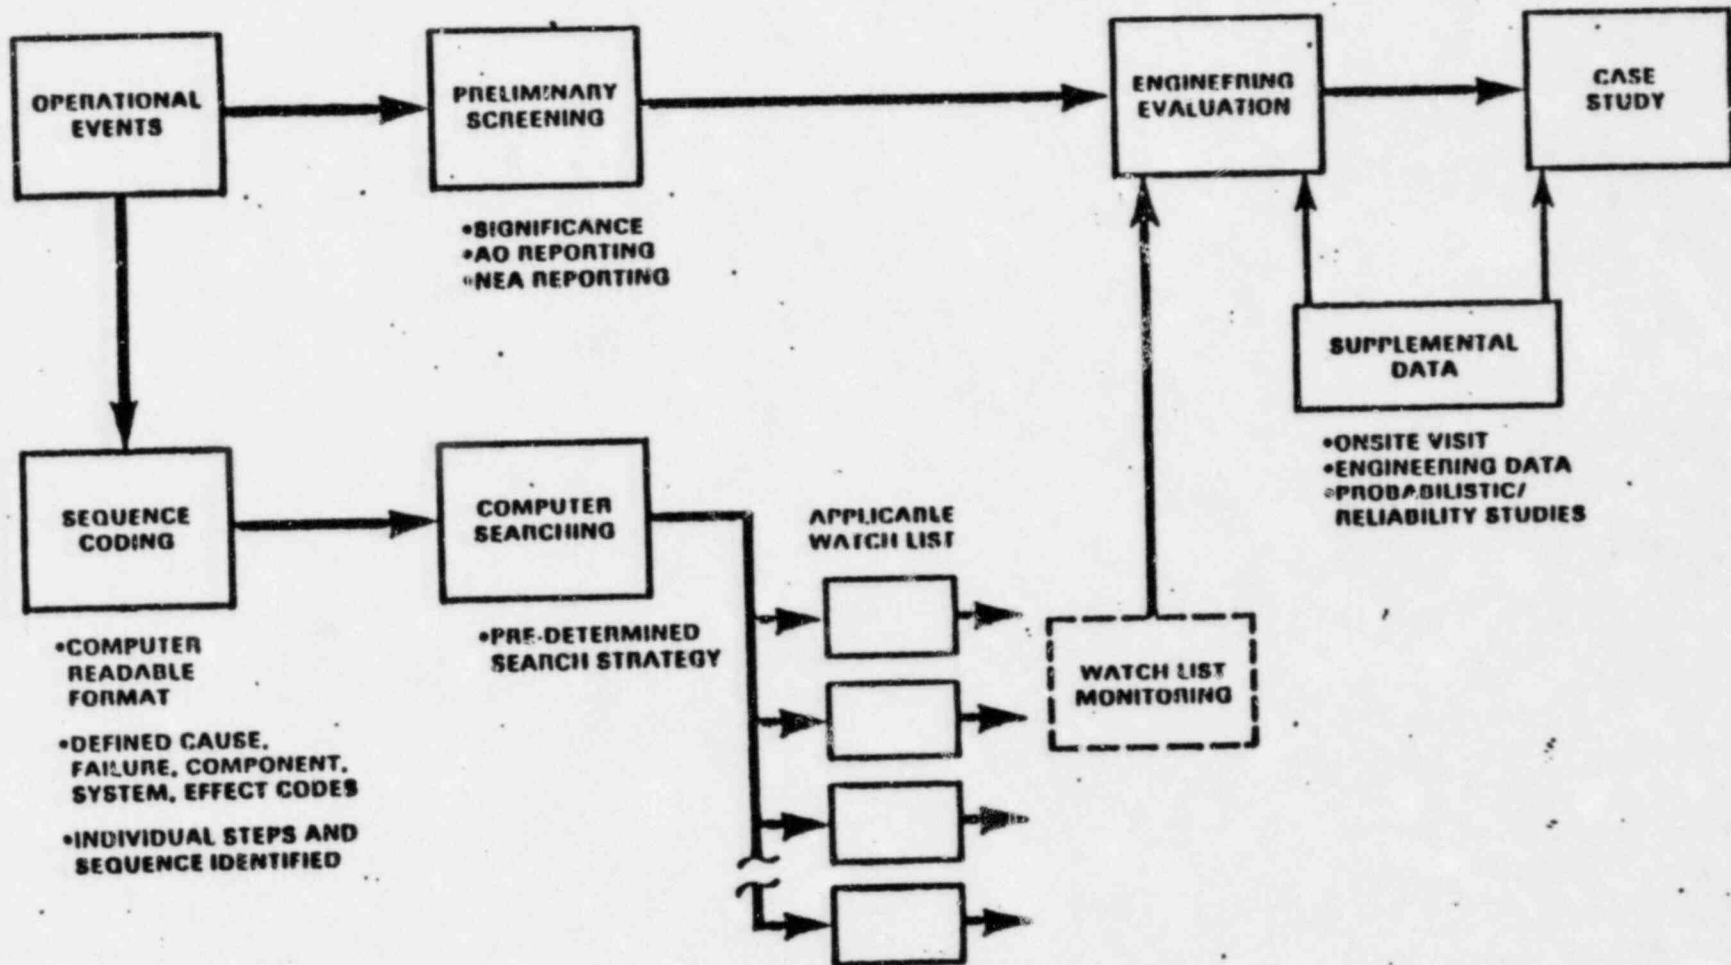 OPERATIONAL
EVENTS
PRELIMINARY
SCREENING
ENGINEERING
EVALUATION
CASE
STUDY
•SIGNIFICANCE
•AO REPORTING
•NEA REPORTING
SUPPLEMENTAL
DATA
•ONSITE VISIT
•ENGINEERING DATA
•PROBABILISTIC/
RELIABILITY STUDIES
SEQUENCE
CODING
COMPUTER
SEARCHING
APPLICABLE
WATCH LIST
•COMPUTER
READABLE
FORMAT
•DEFINED CAUSE,
FAILURE, COMPONENT,
SYSTEM, EFFECT CODES
•INDIVIDUAL STEPS AND
SEQUENCE IDENTIFIED
•PRE-DETERMINED
SEARCH STRATEGY
WATCH LIST
MONITORING